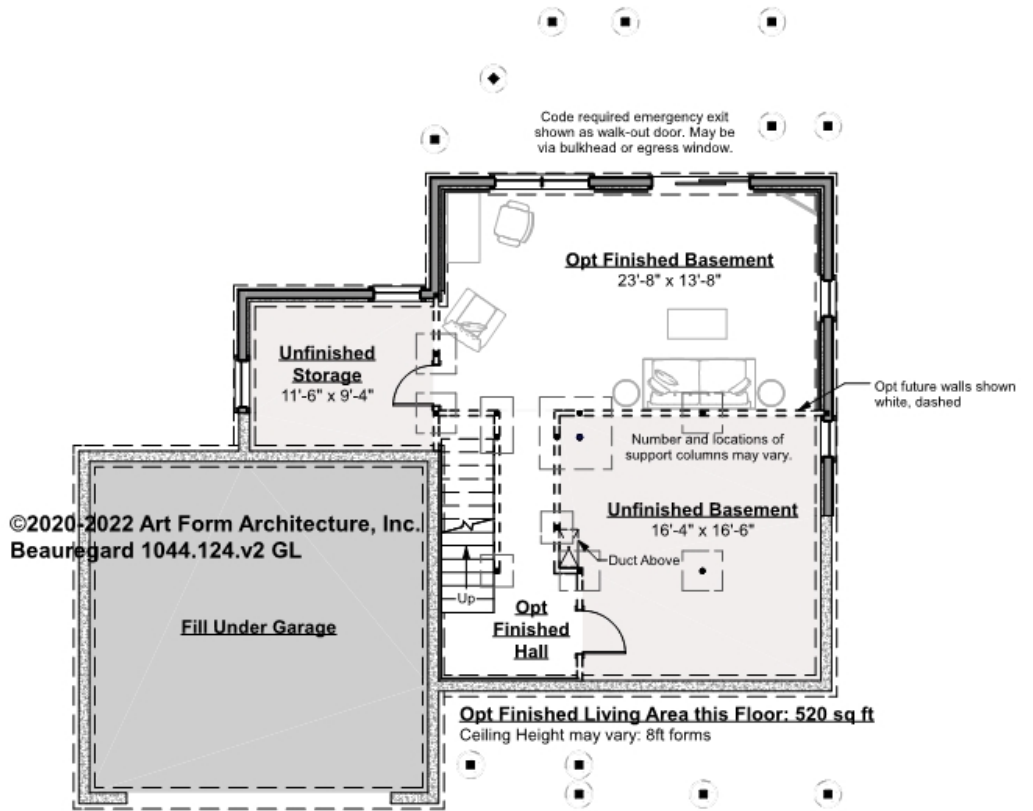 Code required emergency exit
shown as walk-out door. May be
via bulkhead or egress window.
Opt Finished Basement
23'-8" x 13'-8"
Unfinished
Storage
11'-6" x 9'-4"
Opt future walls shown
white, dashed
Number and locations of
support columns may vary.
Unfinished Basement
16'-4" x 16'-6"
©2020-2022 Art Form Architecture, Inc.
Beauregard 1044.124.v2 GL
Duct Above
Up
Opt
Finished
Hall
Fill Under Garage
Opt Finished Living Area this Floor: 520 sq ft
Ceiling Height may vary: 8ft forms